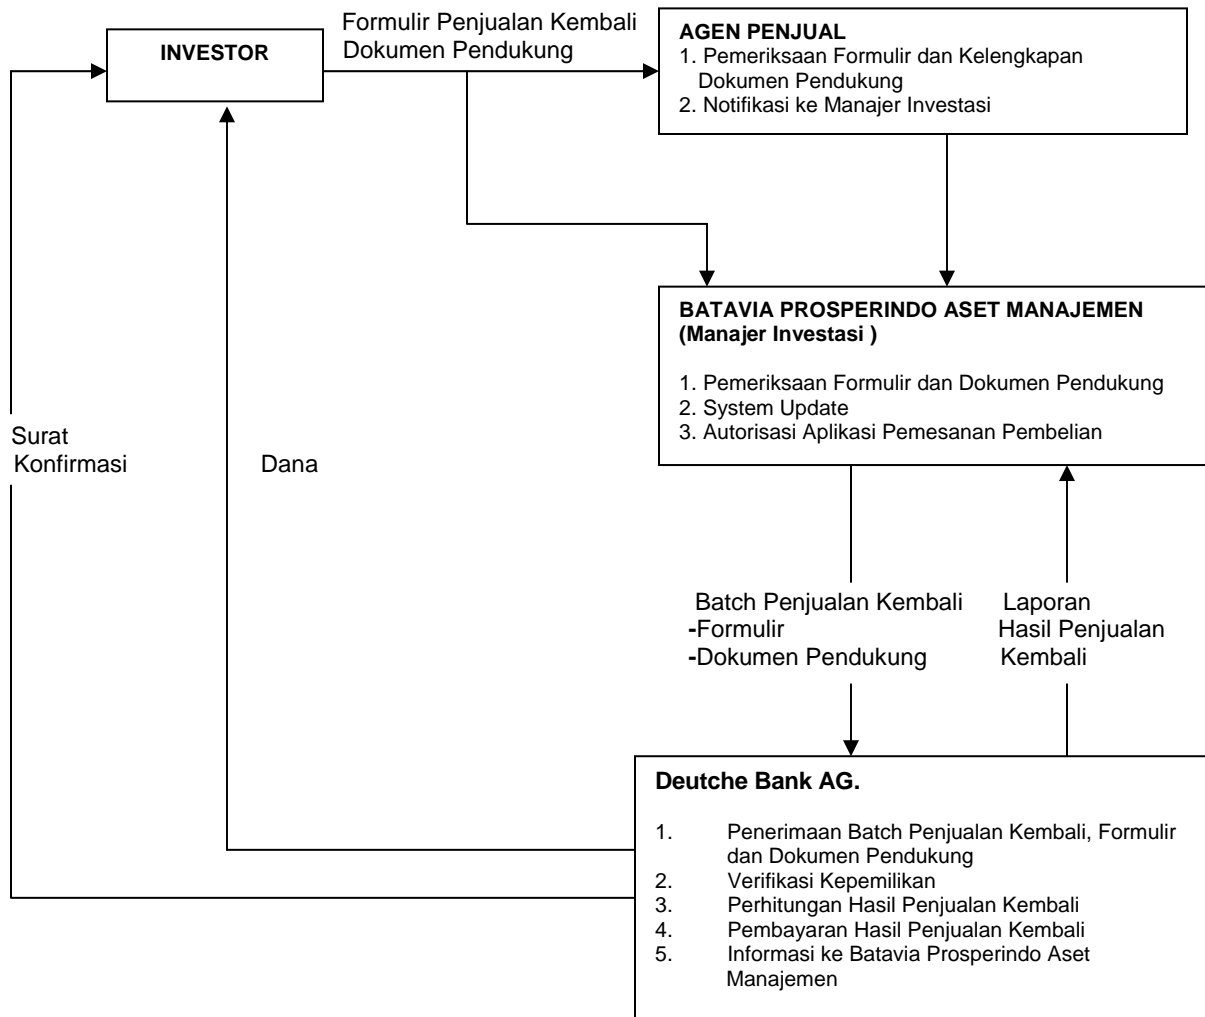 Formulir Penjualan Kembali
Dokumen Pendukung
INVESTOR
AGEN PENJUAL
1. Pemeriksaan Formulir dan Kelengkapan
Dokumen Pendukung
2. Notifikasi ke Manajer Investasi
BATAVIA PROSPERINDO ASET MANAJEMEN
(Manajer Investasi )
1. Pemeriksaan Formulir dan Dokumen Pendukung
2. System Update
3. Autorisasi Aplikasi Pemesanan Pembelian
Surat
Konfirmasi
Dana
Batch Penjualan Kembali
-Formulir
-Dokumen Pendukung
Laporan
Hasil Penjualan
Kembali
Deutche Bank AG.
1. Penerimaan Batch Penjualan Kembali, Formulir
dan Dokumen Pendukung
2. Verifikasi Kepemilikan
3. Perhitungan Hasil Penjualan Kembali
4. Pembayaran Hasil Penjualan Kembali
5. Informasi ke Batavia Prosperindo Aset
Manajemen